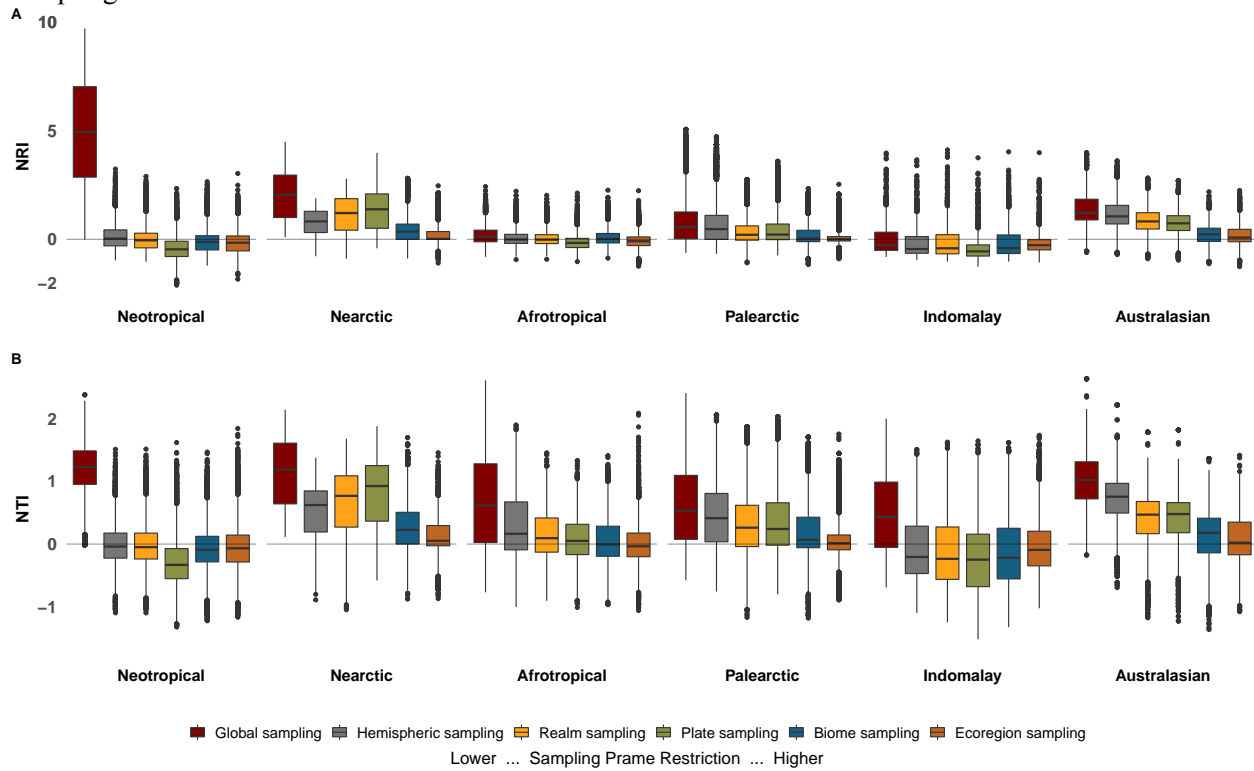 A
10
5
0
−2
NRI
Neotropical Nearctic Afrotropical Palearctic Indomalay Australasian
B
2
1
0
−1
NTI
Neotropical Nearctic Afrotropical Palearctic Indomalay Australasian
Global sampling Hemispheric sampling Realm sampling Plate sampling Biome sampling Ecoregion sampling
Lower ... Sampling Prame Restriction ... Higher